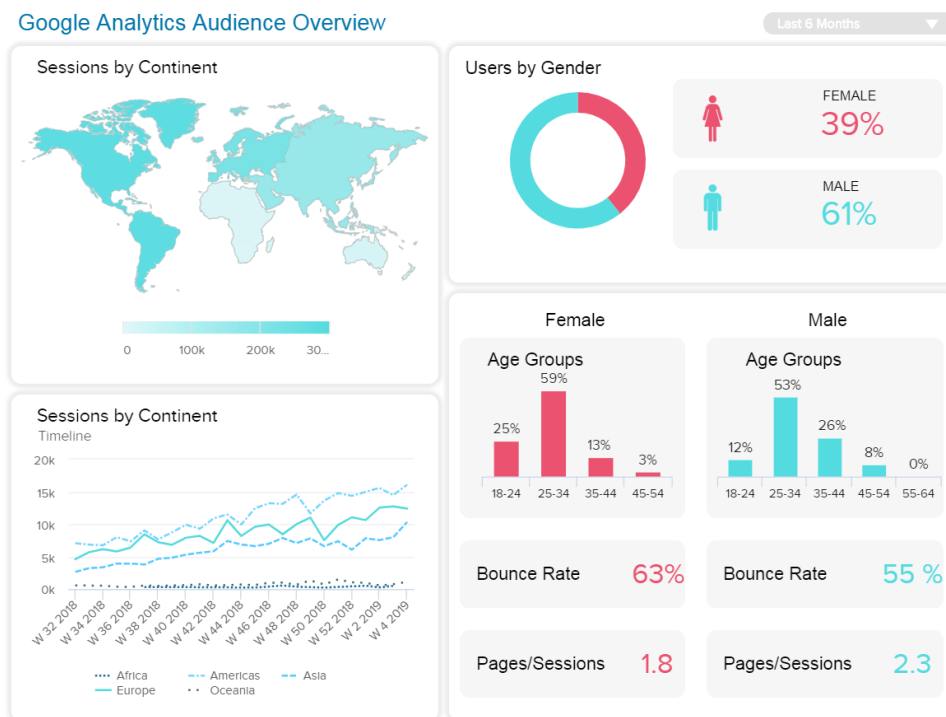 Google Analytics Audience Overview
Last 6 Months
Sessions by Continent
0 100k 200k 30...
Users by Gender
FEMALE
39%
MALE
61%
Sessions by Continent
Timeline
20k
15k
10k
5k
0k
W 32 2018 W 34 2018 W 36 2018 W 38 2018 W 40 2018 W 42 2018 W 44 2018 W 46 2018 W 48 2018 W 50 2018 W 52 2018 W 2 2019 W 4 2019
Africa Americas Asia
Europe Oceania
Female
Age Groups
59%
25%
13%
3%
18-24 25-34 35-44 45-54
Bounce Rate 63%
Pages/Sessions 1.8
Male
Age Groups
53%
26%
12%
8%
0%
18-24 25-34 35-44 45-54 55-64
Bounce Rate 55 %
Pages/Sessions 2.3